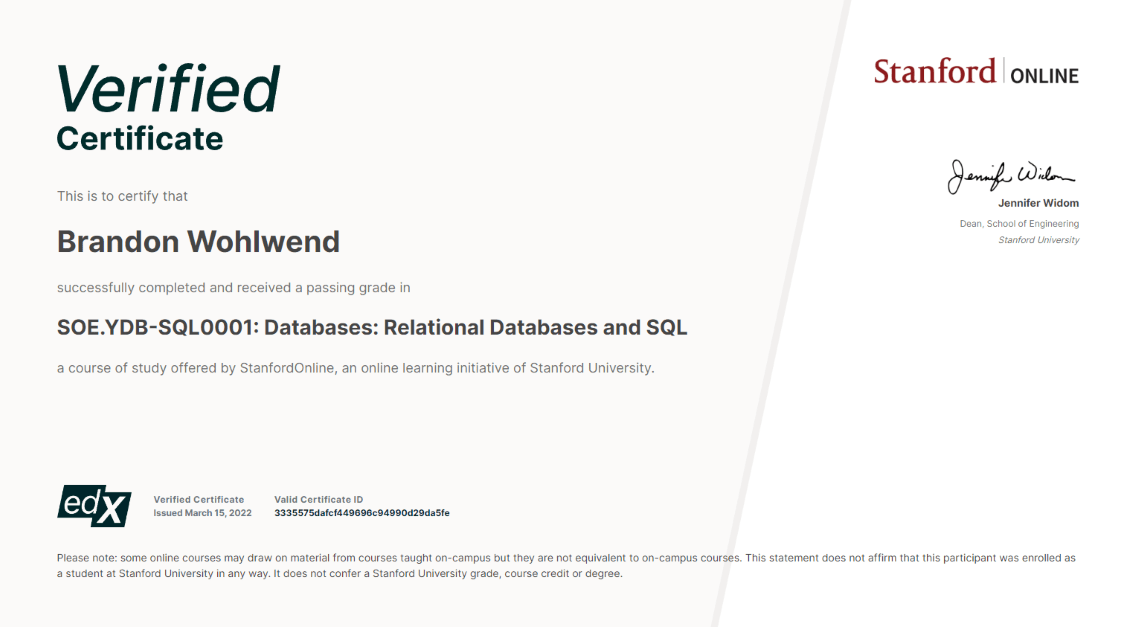 Verified
Certificate
Stanford | ONLINE
This is to certify that
Brandon Wohlwend
successfully completed and received a passing grade in
SOE.YDB-SQL0001: Databases: Relational Databases and SQL
a course of study offered by StanfordOnline, an online learning initiative of Stanford University.
Jennifer Widom
Jennifer Widom
Dean, School of Engineering
Stanford University
edX
Verified Certificate
Issued March 15, 2022
Valid Certificate ID
3335575dafcf449696c94990d29da5fe
Please note: some online courses may draw on material from courses taught on-campus but they are not equivalent to on-campus courses. This statement does not affirm that this participant was enrolled as
a student at Stanford University in any way. It does not confer a Stanford University grade, course credit or degree.